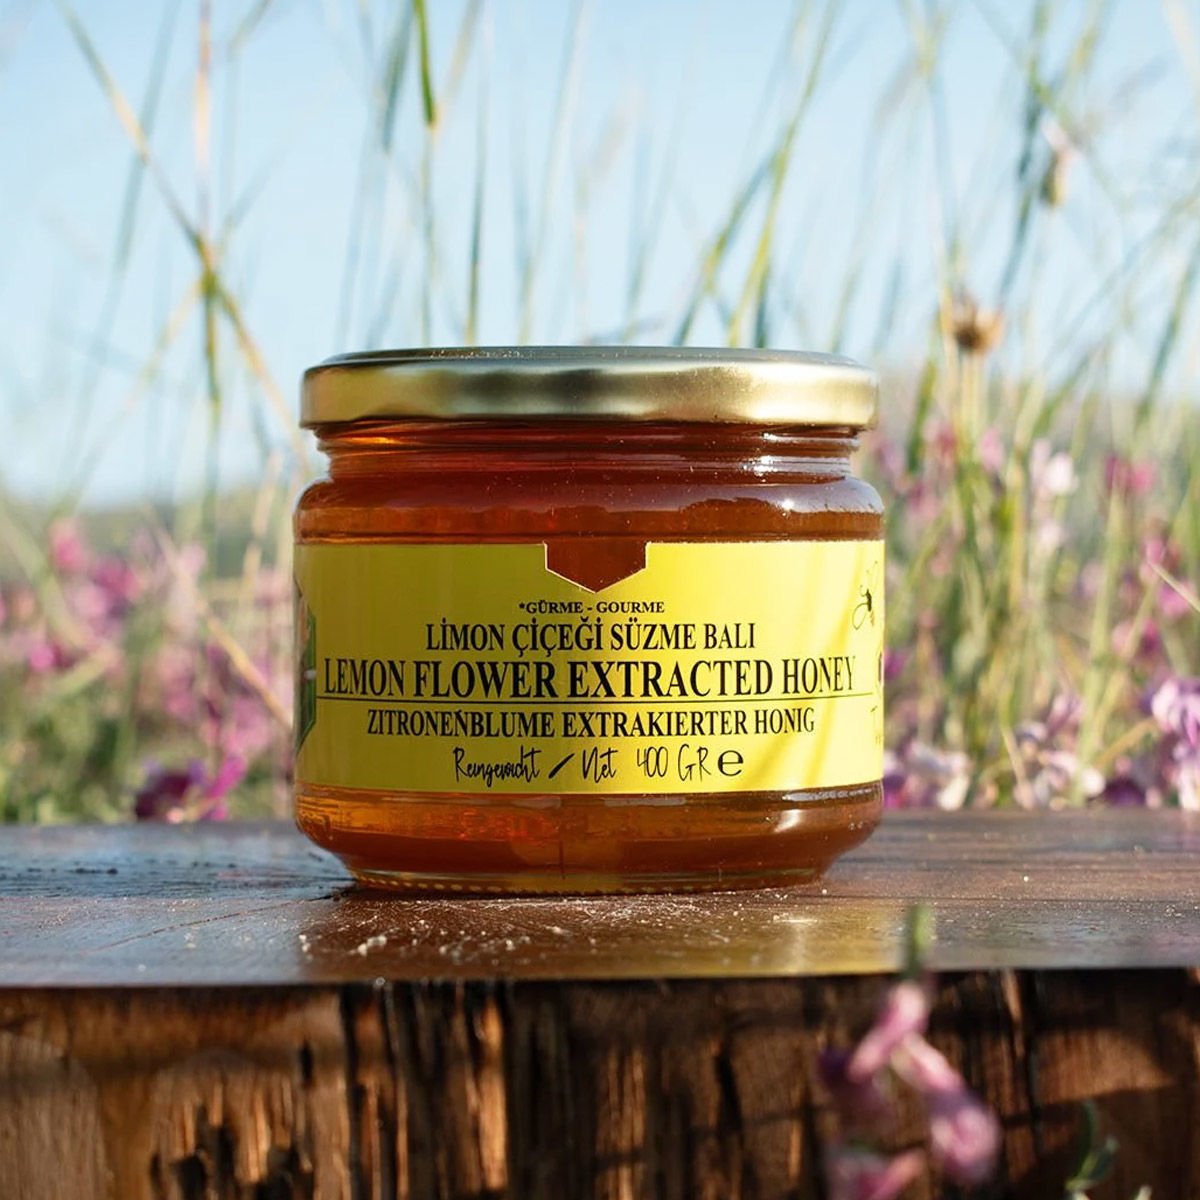 *GÜRME - GOURME
LİMON ÇİÇEĞİ SÜZME BALI
LEMON FLOWER EXTRACTED HONEY
ZITRONENBLUME EXTRAKIERTER HONIG
Reingewicht / Net 400 GR ℮